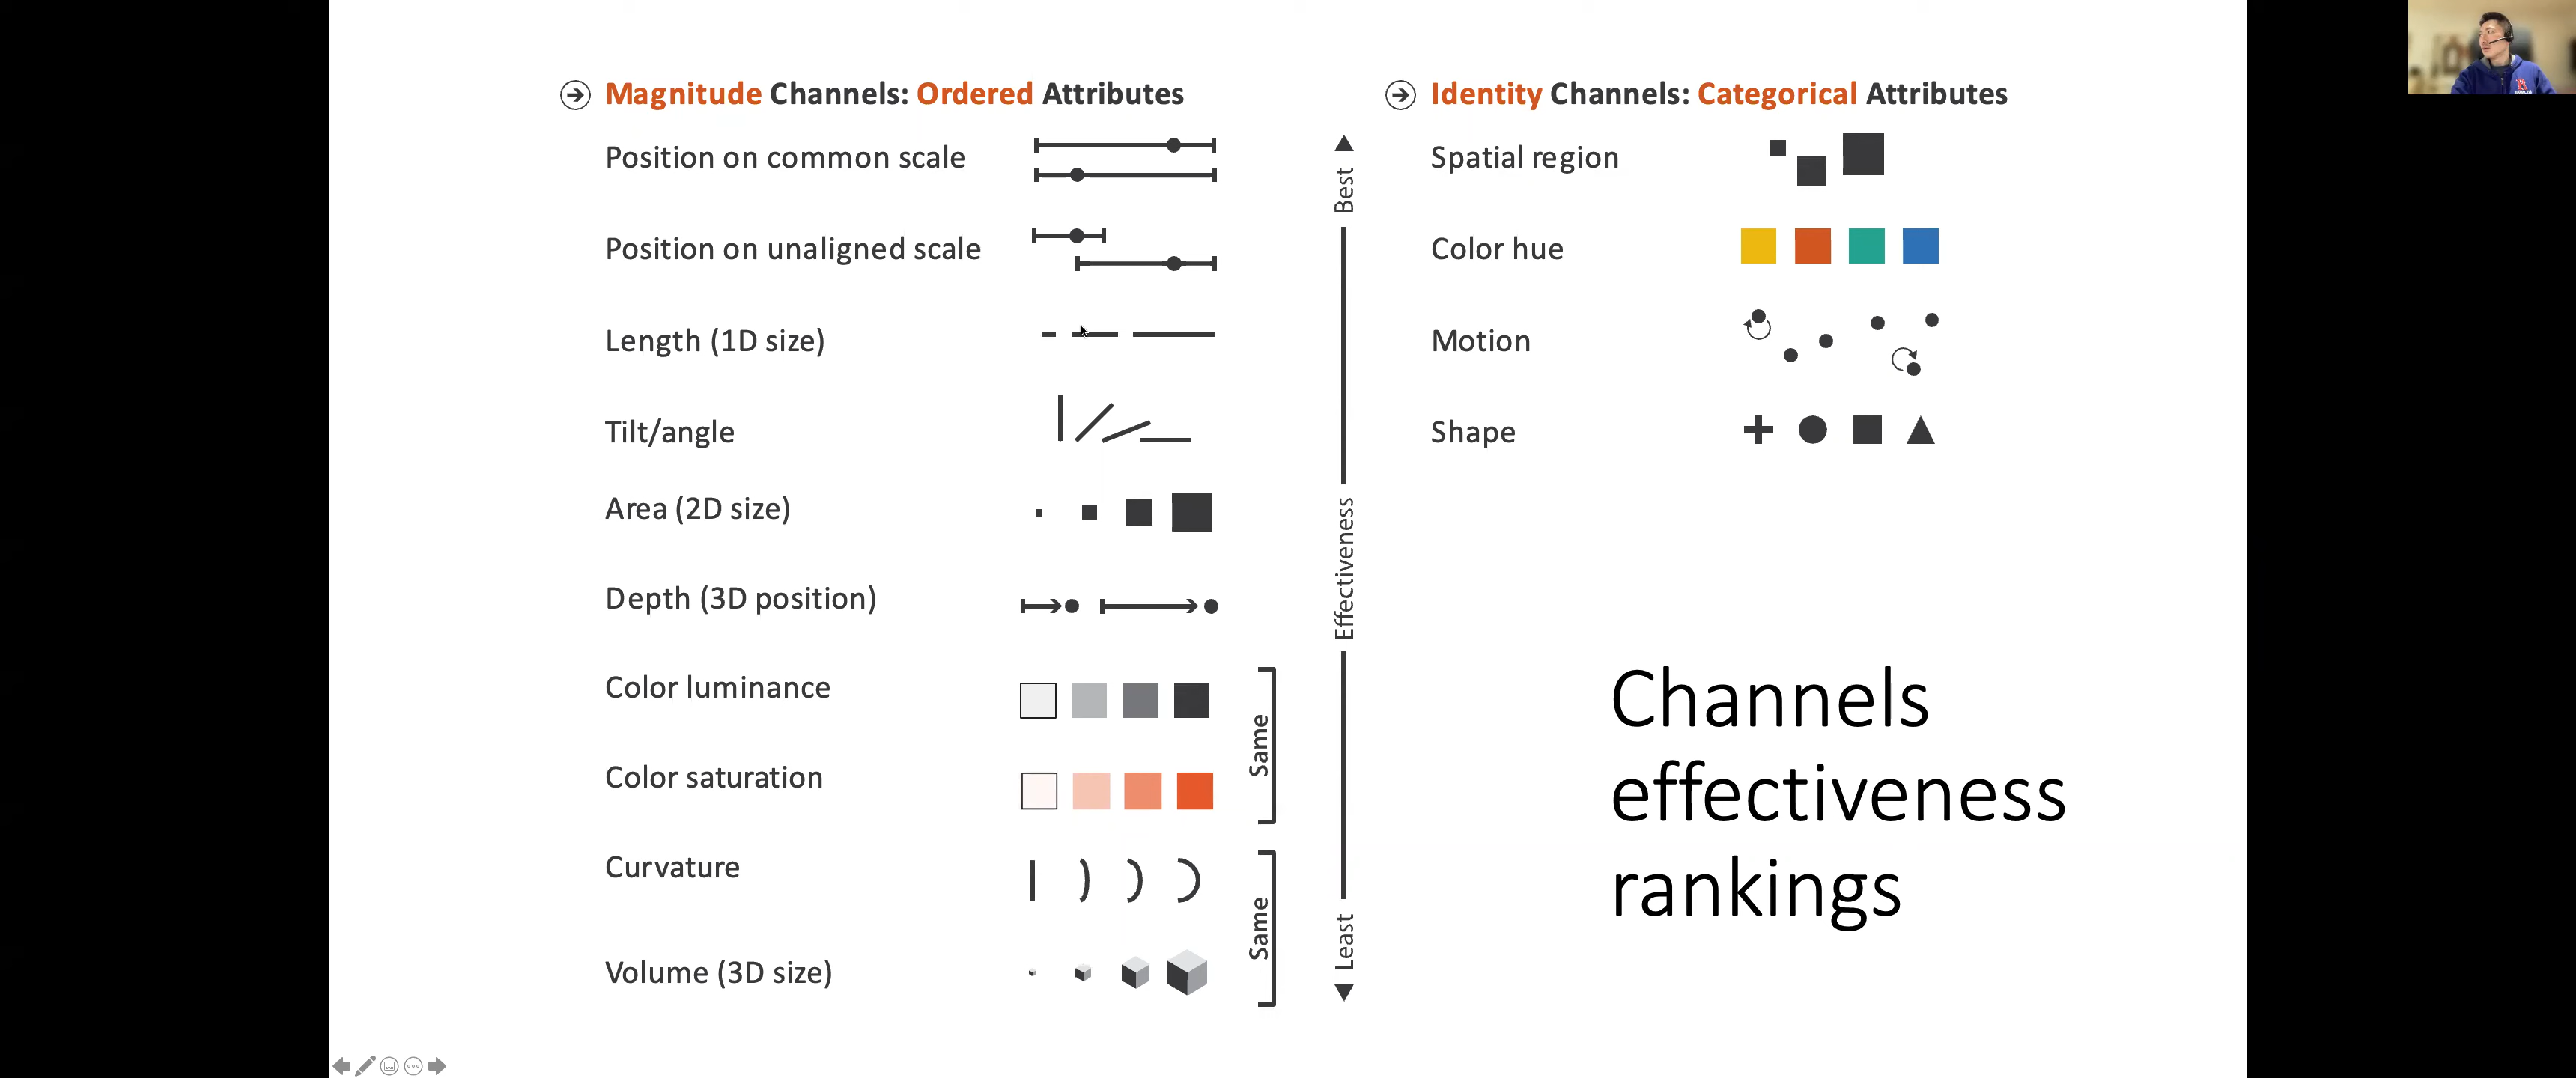 Magnitude Channels: Ordered Attributes
Position on common scale
Position on unaligned scale
Length (1D size)
Tilt/angle
Area (2D size)
Depth (3D position)
Color luminance
Color saturation
Curvature
Volume (3D size)
Same
Same
Best
Effectiveness
Least
Identity Channels: Categorical Attributes
Spatial region
Color hue
Motion
Shape
Channels
effectiveness
rankings